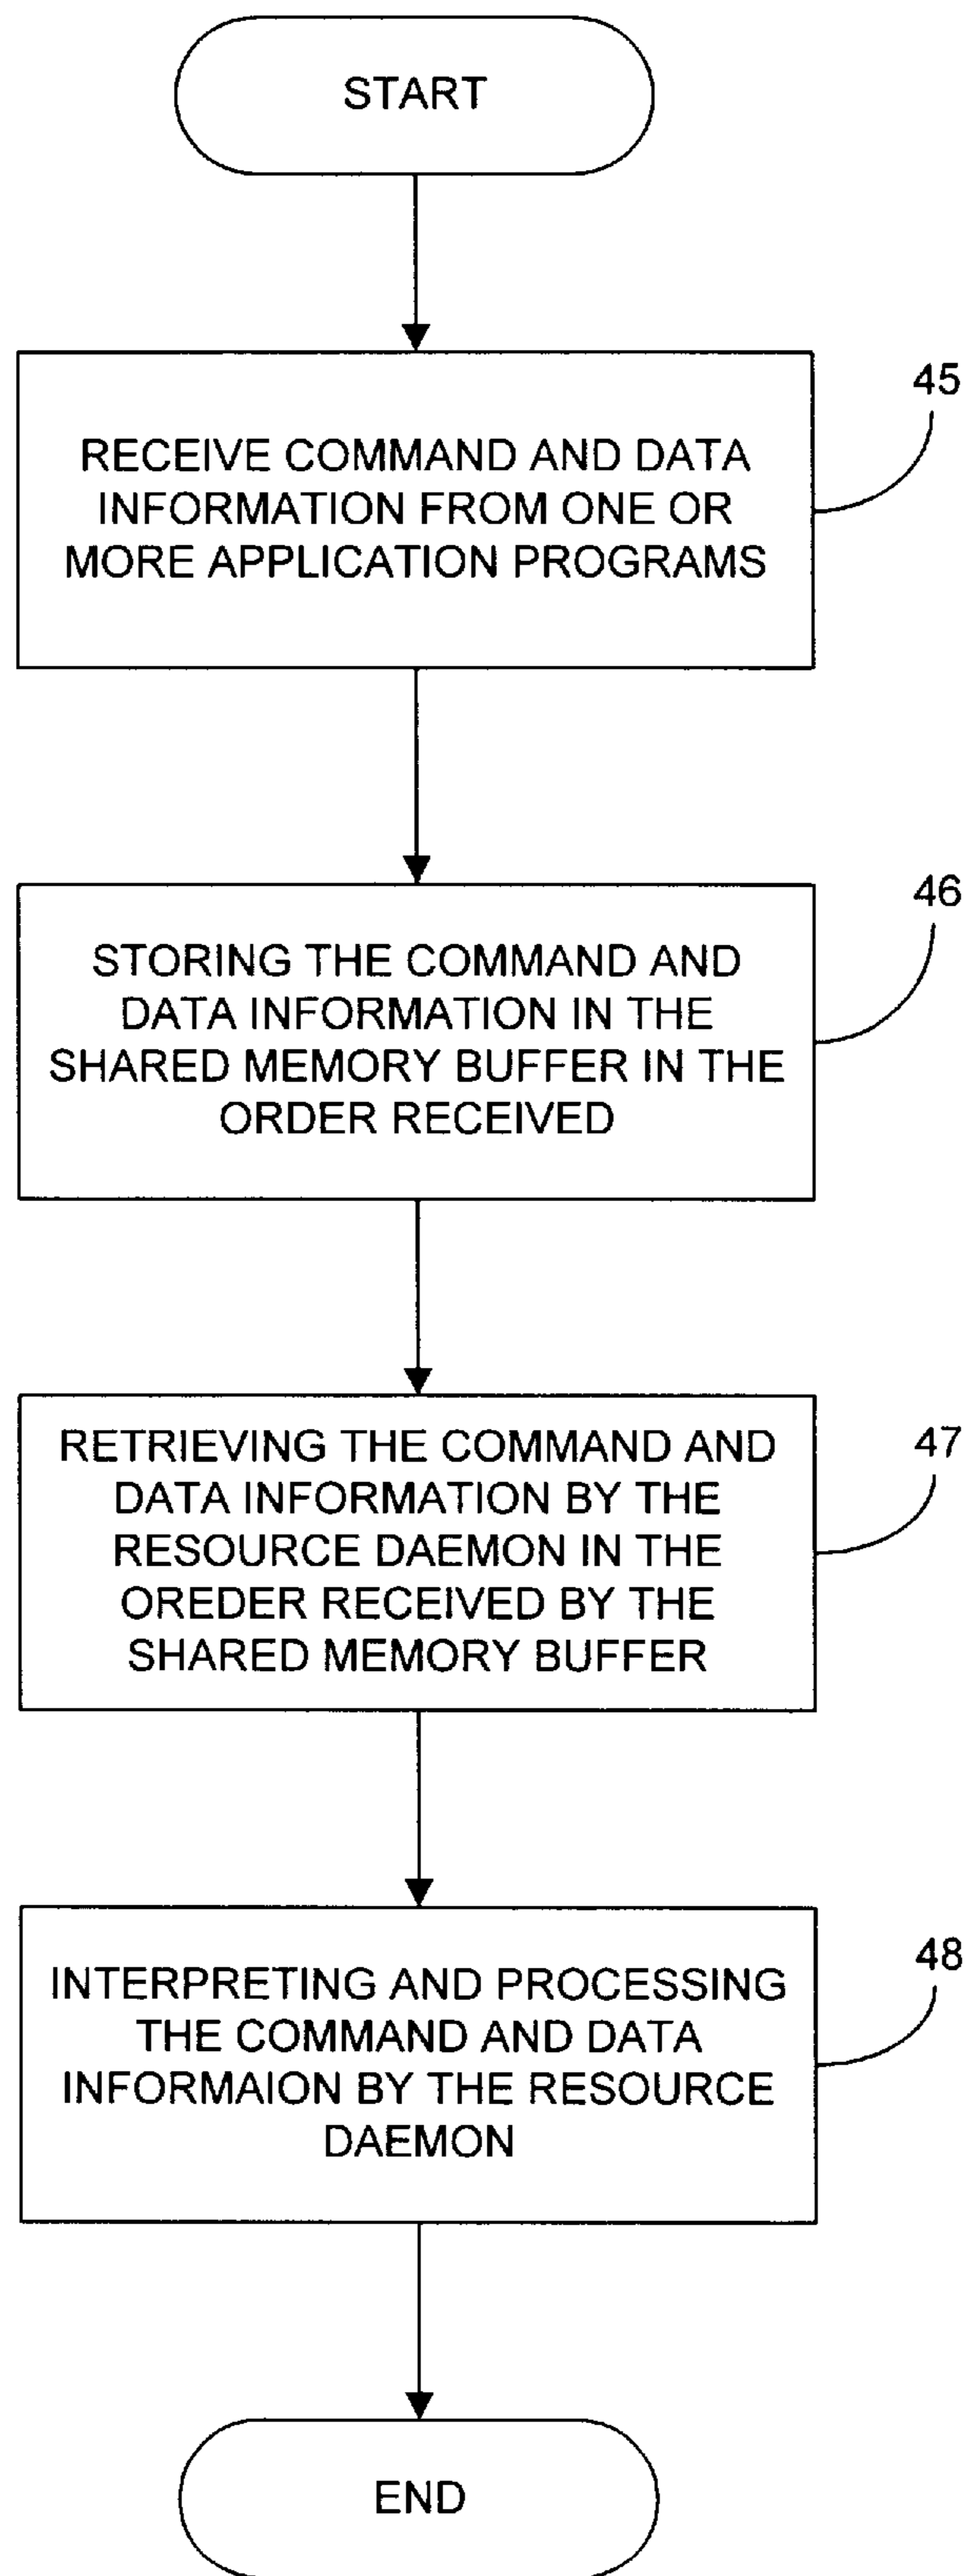 START
45
RECEIVE COMMAND AND DATA
INFORMATION FROM ONE OR
MORE APPLICATION PROGRAMS
46
STORING THE COMMAND AND
DATA INFORMATION IN THE
SHARED MEMORY BUFFER IN THE
ORDER RECEIVED
47
RETRIEVING THE COMMAND AND
DATA INFORMATION BY THE
RESOURCE DAEMON IN THE
OREDER RECEIVED BY THE
SHARED MEMORY BUFFER
48
INTERPRETING AND PROCESSING
THE COMMAND AND DATA
INFORMAION BY THE RESOURCE
DAEMON
END